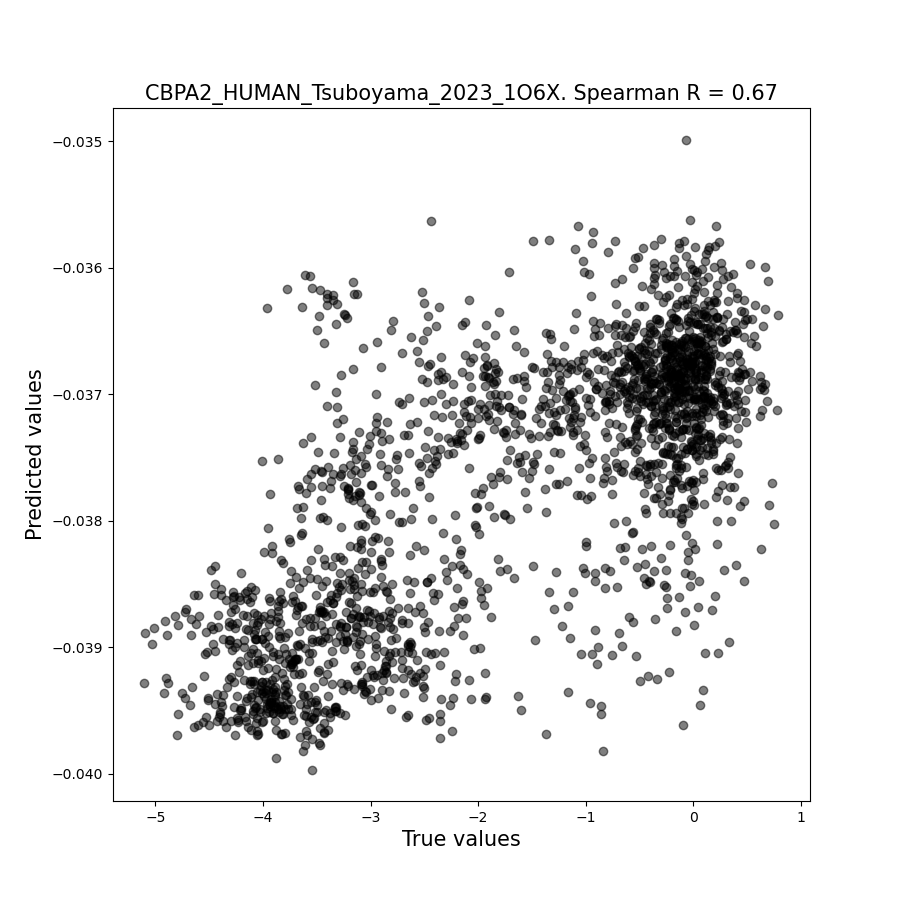 CBPA2_HUMAN_Tsuboyama_2023_1O6X. Spearman R = 0.67
−0.035
−0.036
−0.037
−0.038
−0.039
−0.040
Predicted values
−5 −4 −3 −2 −1 0 1
True values